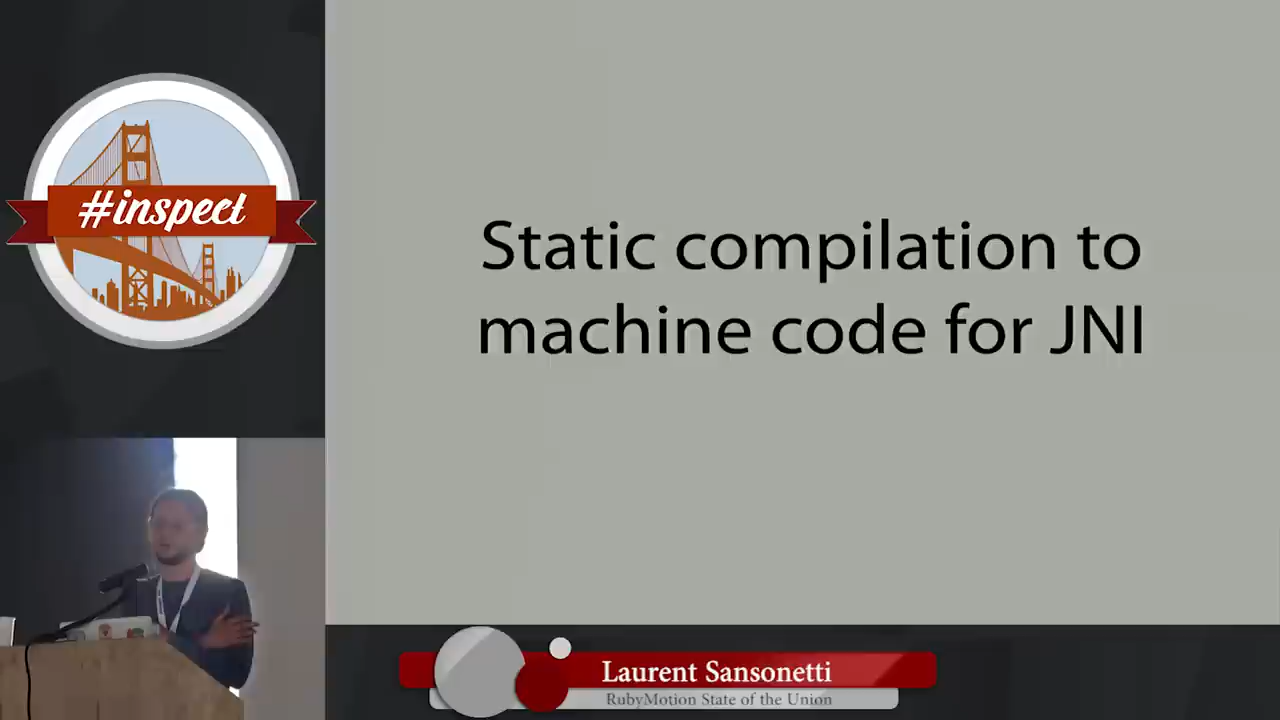 #inspect
Static compilation to
machine code for JNI
Laurent Sansonetti
RubyMotion State of the Union